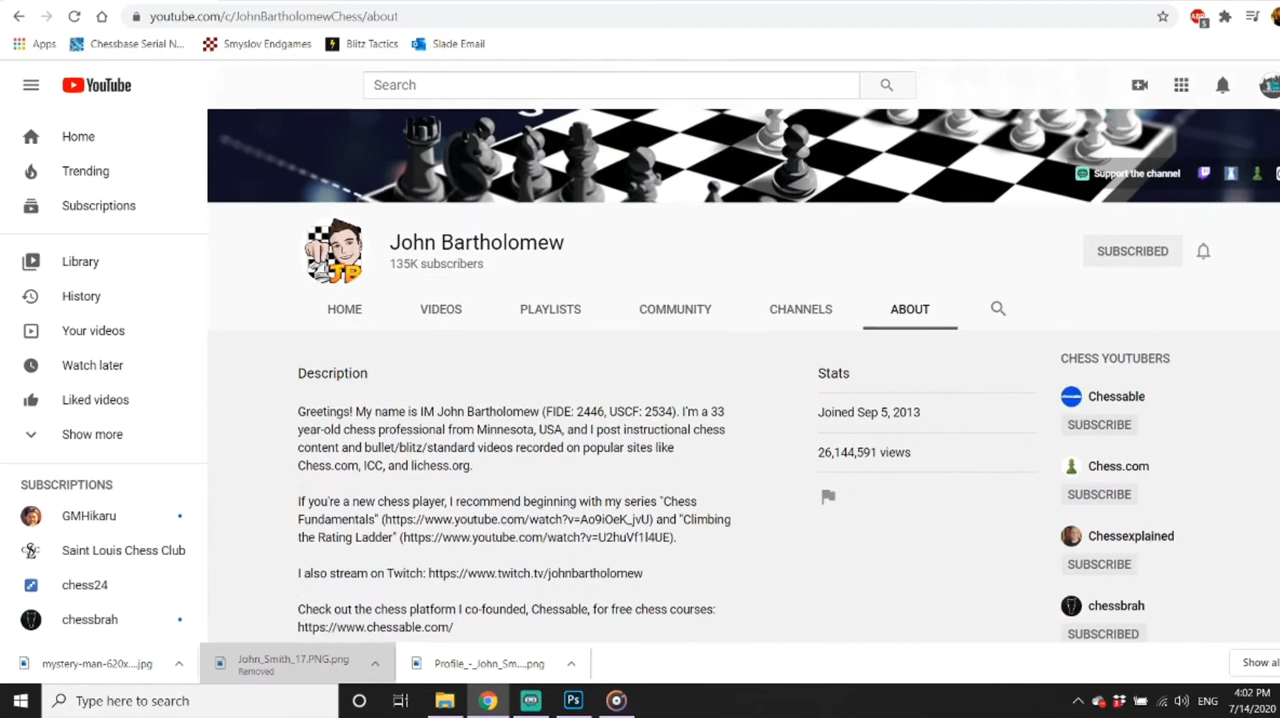 youtube.com/c/JohnBartholomewChess/about
5
Apps
Chessbase Serial N...
Smyslov Endgames
Blitz Tactics
Slade Email
YouTube
Search
Home
Trending
Subscriptions
Library
History
Your videos
Watch later
Liked videos
Show more
SUBSCRIPTIONS
GMHikaru
Saint Louis Chess Club
chess24
chessbrah
Support the channel
JB
John Bartholomew
135K subscribers
SUBSCRIBED
HOME
VIDEOS
PLAYLISTS
COMMUNITY
CHANNELS
ABOUT
Description
Greetings! My name is IM John Bartholomew (FIDE: 2446, USCF: 2534). I'm a 33
year-old chess professional from Minnesota, USA, and I post instructional chess
content and bullet/blitz/standard videos recorded on popular sites like
Chess.com, ICC, and lichess.org.
If you're a new chess player, I recommend beginning with my series "Chess
Fundamentals" (https://www.youtube.com/watch?v=Ao9iOeK_jvU) and "Climbing
the Rating Ladder" (https://www.youtube.com/watch?v=U2huVf1l4UE).
I also stream on Twitch: https://www.twitch.tv/johnbartholomew
Check out the chess platform I co-founded, Chessable, for free chess courses:
https://www.chessable.com/
Stats
Joined Sep 5, 2013
26,144,591 views
CHESS YOUTUBERS
Chessable
SUBSCRIBE
Chess.com
SUBSCRIBE
Chessexplained
SUBSCRIBE
chessbrah
SUBSCRIBED
mystery-man-620x....jpg
John_Smith_17.PNG.png
Removed
Profile_-_John_Sm....png
Show al
Type here to search
Ps
ENG
4:02 PM
7/14/2020